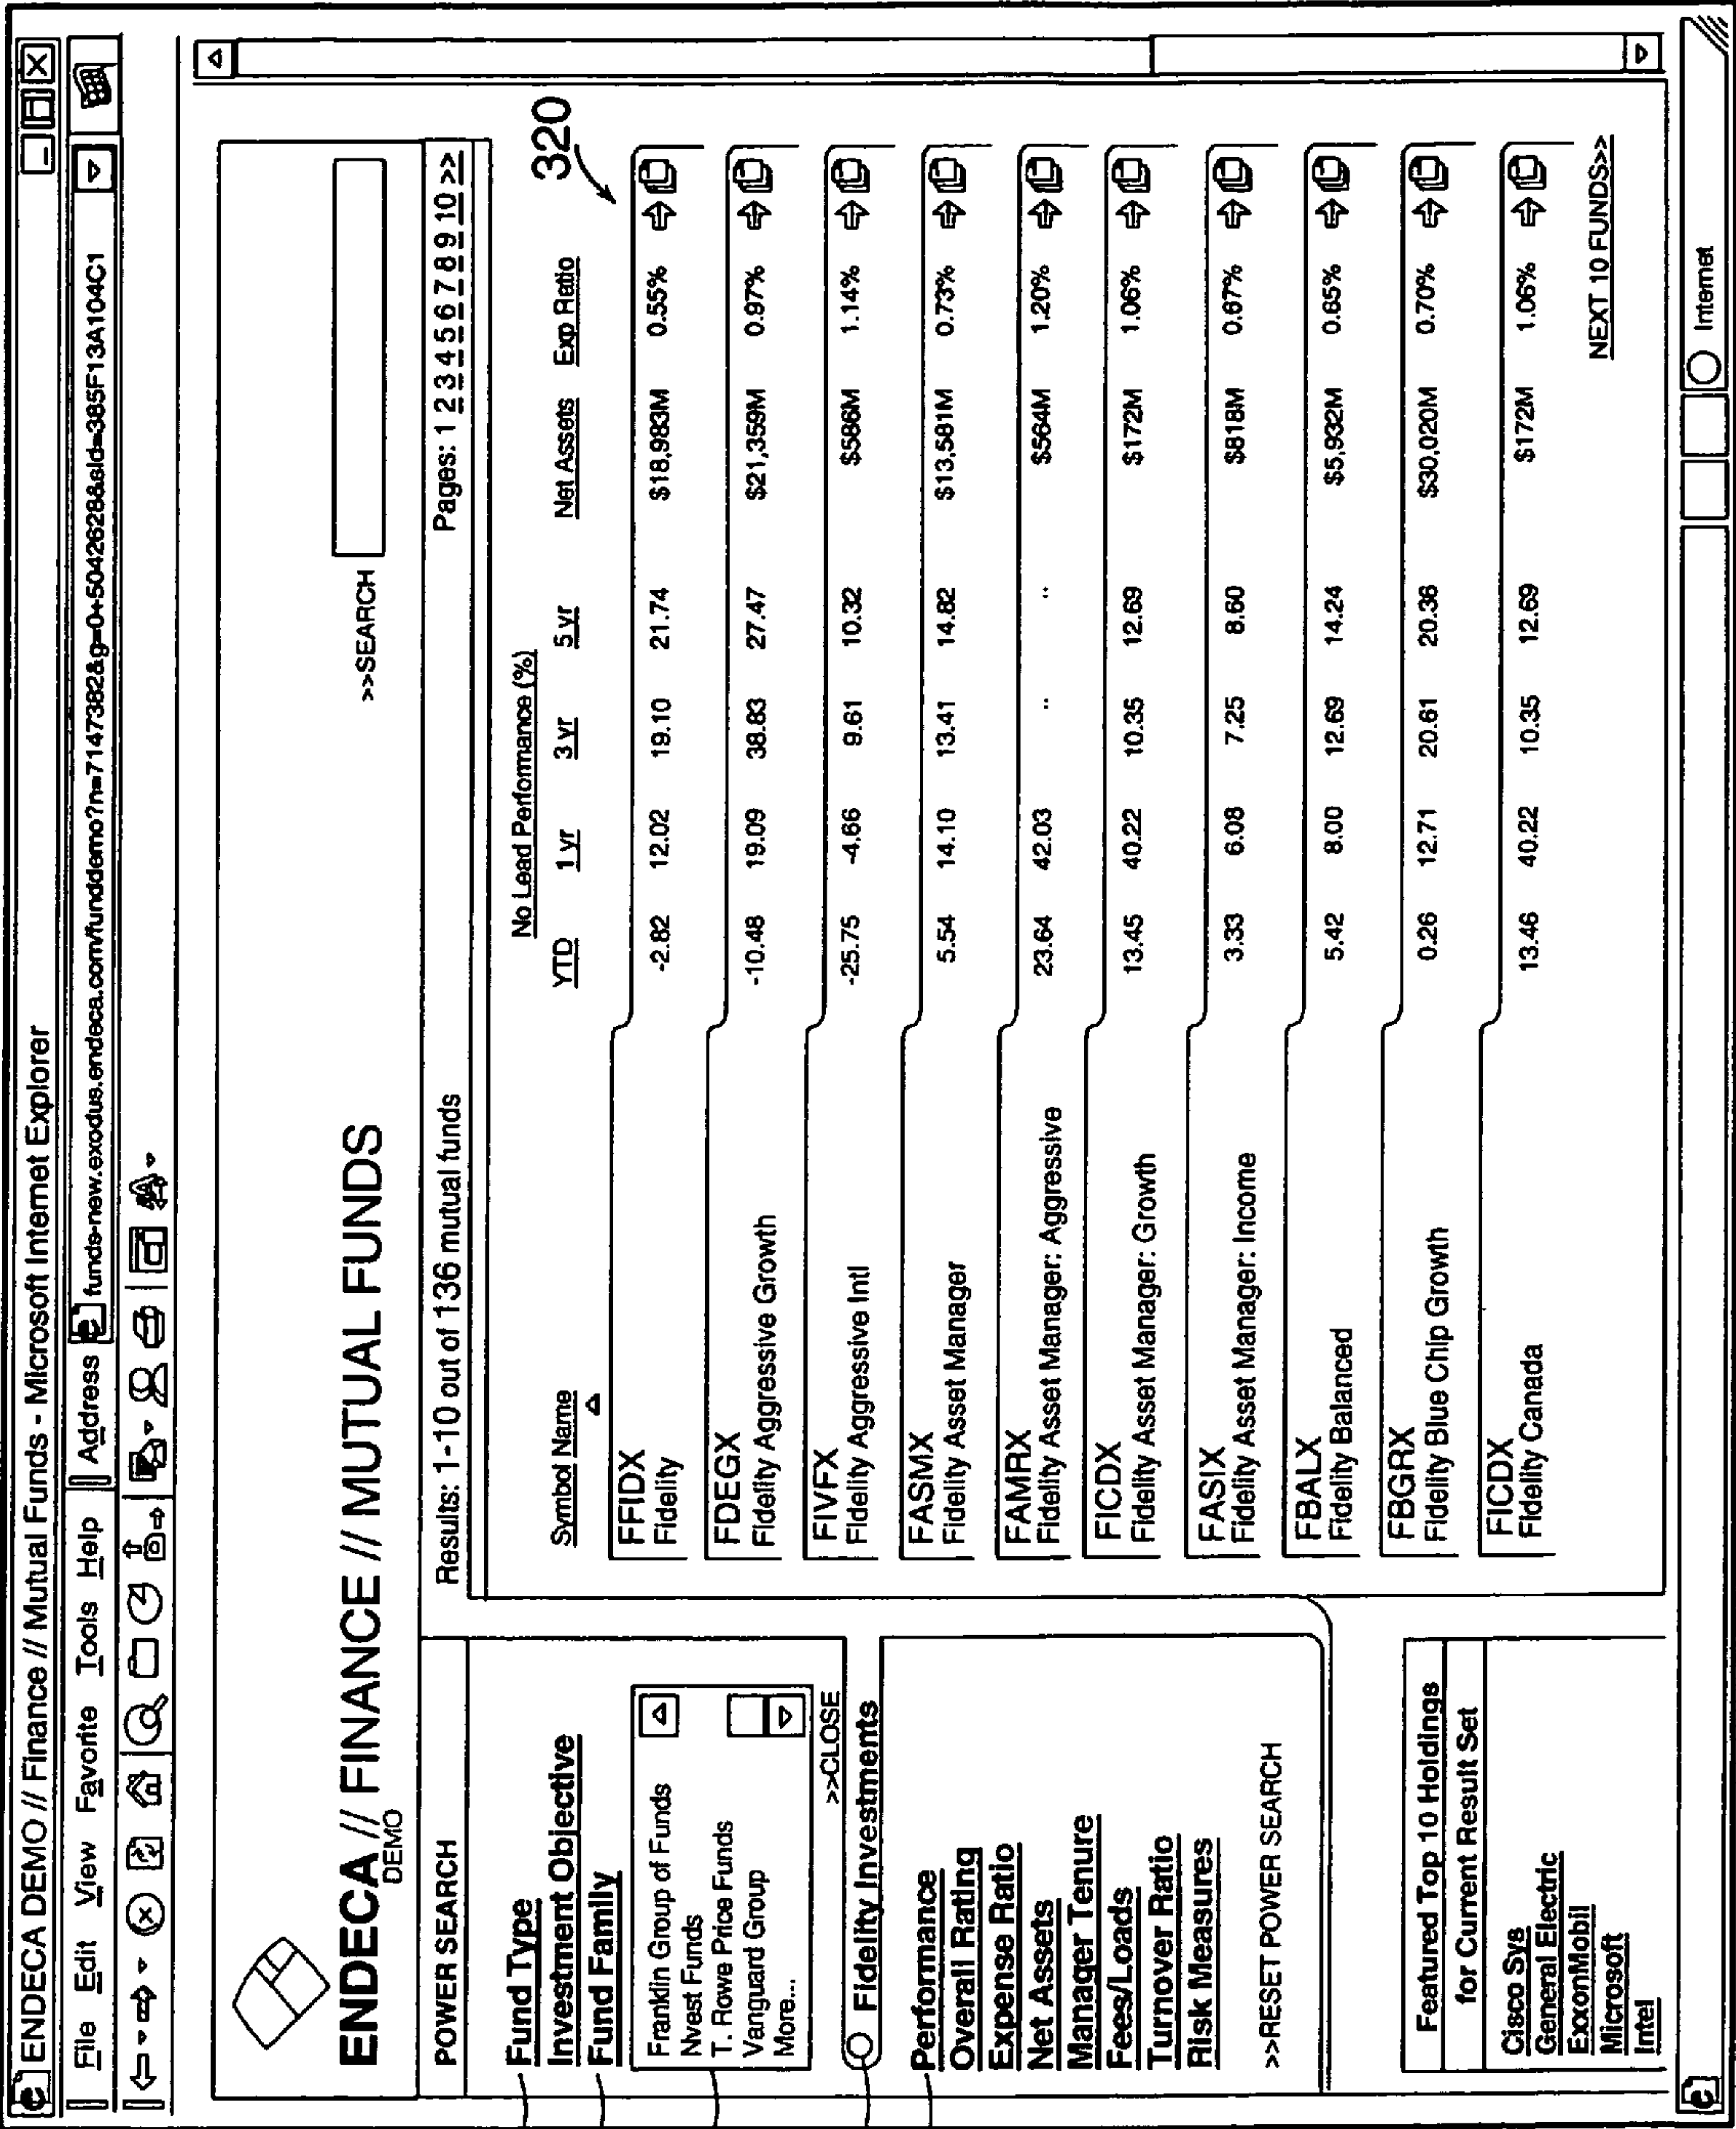 ENDECA DEMO // Finance // Mutual Funds - Microsoft Internet Explorer
File Edit View Favorite Tools Help Address funds-new.exodus.endeca.com/funddemo?n=7147382&g=0+5042628&sld=385F13A104C1
ENDECA // FINANCE // MUTUAL FUNDS
DEMO
>>SEARCH
POWER SEARCH
Fund Type
Investment Objective
Fund Family
Franklin Group of Funds
Nvest Funds
T. Rowe Price Funds
Vanguard Group
More...
>>CLOSE
Fidelity Investments
Performance
Overall Rating
Expense Ratio
Net Assets
Manager Tenure
Fees/Loads
Turnover Ratio
Risk Measures
>>RESET POWER SEARCH
Featured Top 10 Holdings
for Current Result Set
Cisco Sys
General Electric
ExxonMobil
Microsoft
Intel
Results: 1-10 out of 136 mutual funds Pages: 1 2 3 4 5 6 7 8 9 10 >>
No Lead Performance (%)
Symbol Name YTD 1 yr 3 yr 5 yr Net Assets Exp Ratio
320
FFIDX
Fidelity -2.82 12.02 19.10 21.74 $18,983M 0.55%
FDEGX
Fidelity Aggressive Growth -10.48 19.09 38.83 27.47 $21,359M 0.97%
FIVFX
Fidelity Aggressive Intl -25.75 -4.66 9.61 10.32 $586M 1.14%
FASMX
Fidelity Asset Manager 5.54 14.10 13.41 14.82 $13,581M 0.73%
FAMRX
Fidelity Asset Manager: Aggressive 23.64 42.03 .. .. $564M 1.20%
FICDX
Fidelity Asset Manager: Growth 13.45 40.22 10.35 12.69 $172M 1.06%
FASIX
Fidelity Asset Manager: Income 3.33 6.08 7.25 8.60 $818M 0.67%
FBALX
Fidelity Balanced 5.42 8.00 12.69 14.24 $5,932M 0.65%
FBGRX
Fidelity Blue Chip Growth 0.26 12.71 20.61 20.36 $30,020M 0.70%
FICDX
Fidelity Canada 13.46 40.22 10.35 12.69 $172M 1.06%
NEXT 10 FUNDS>>
Internet